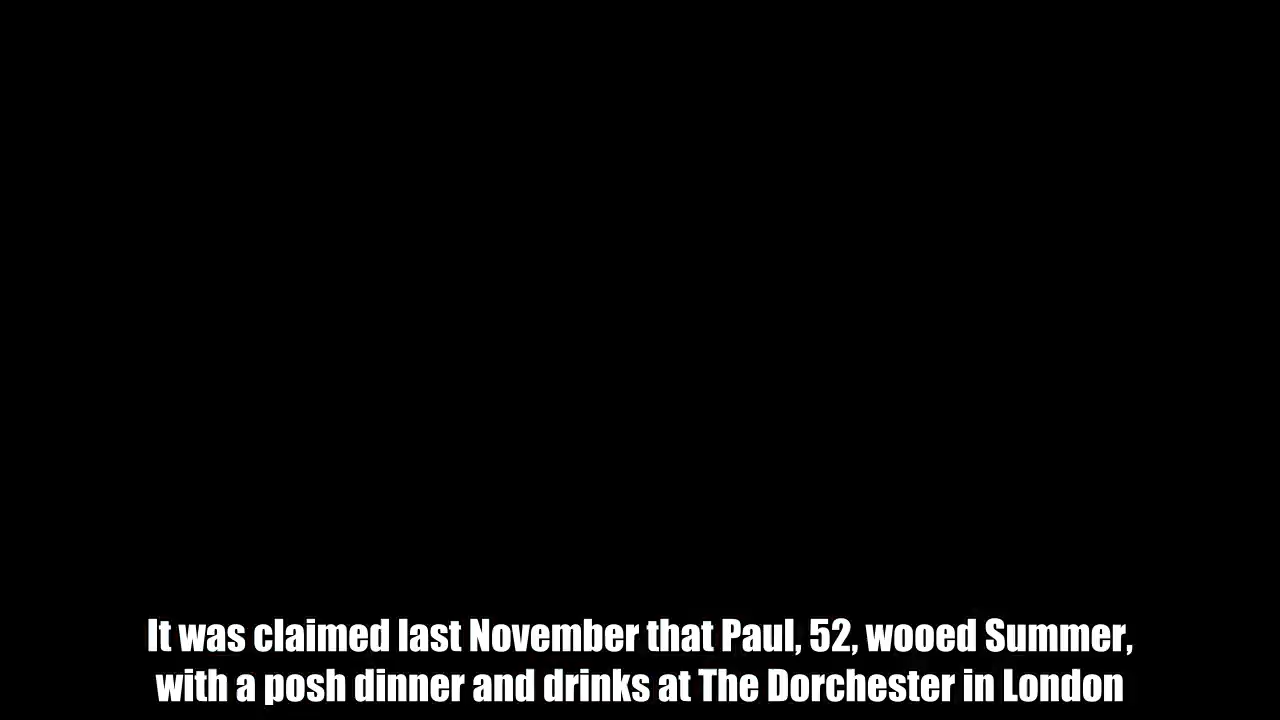 It was claimed last November that Paul, 52, wooed Summer,
with a posh dinner and drinks at The Dorchester in London